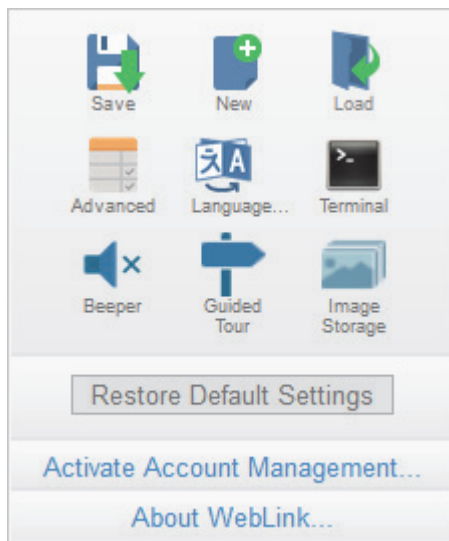 Save New Load
Advanced Language... Terminal
Beeper Guided Tour Image Storage
Restore Default Settings
Activate Account Management...
About WebLink...